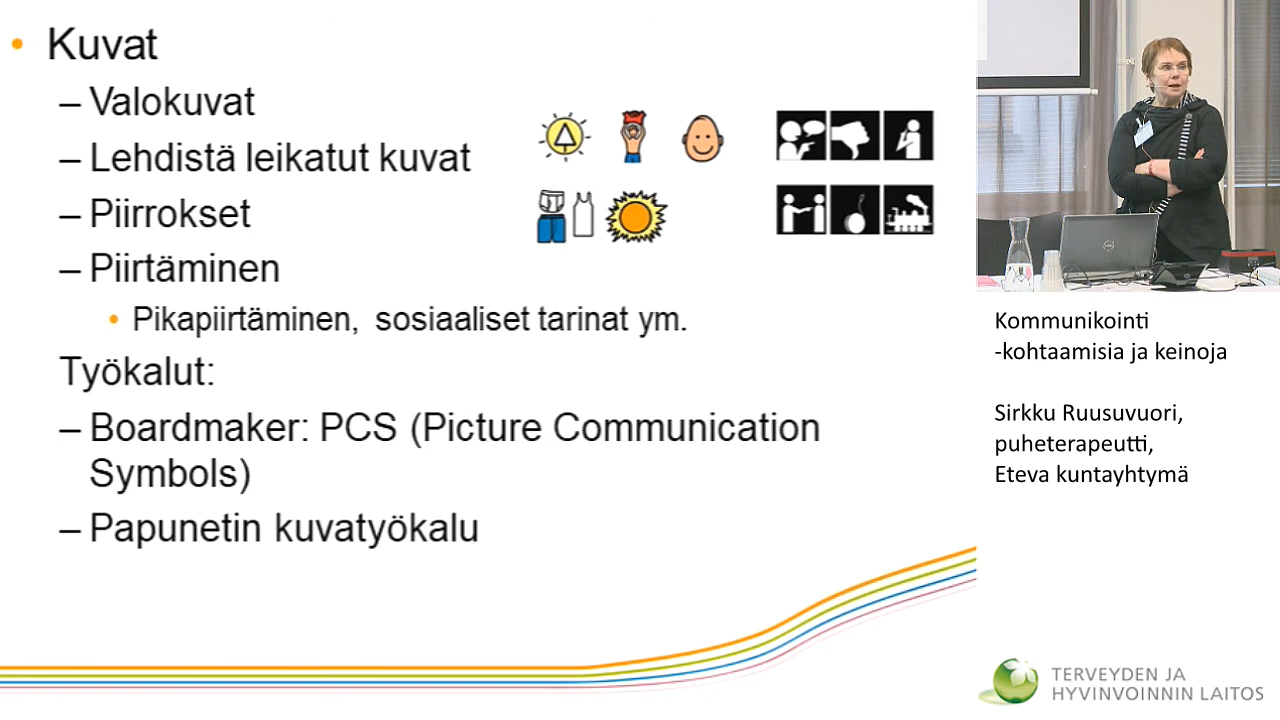 • Kuvat
– Valokuvat
– Lehdistä leikatut kuvat
– Piirrokset
– Piirtäminen
• Pikapiirtäminen, sosiaaliset tarinat ym.
Työkalut:
– Boardmaker: PCS (Picture Communication
Symbols)
– Papunetin kuvatyökalu
Kommunikointi
-kohtaamisia ja keinoja
Sirkku Ruusuvuori,
puheterapeutti,
Eteva kuntayhtymä
TERVEYDEN JA
HYVINVOINNIN LAITOS